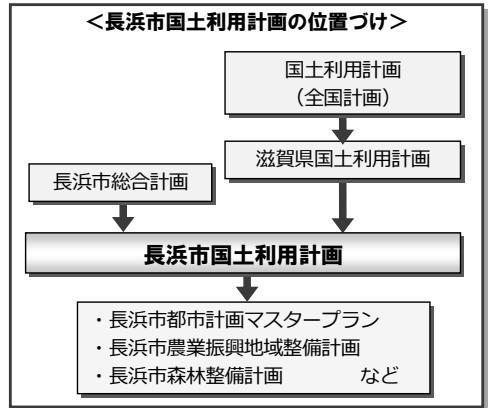 ＜長浜市国土利用計画の位置づけ＞
国土利用計画
（全国計画）
滋賀県国土利用計画
長浜市総合計画
長浜市国土利用計画
・長浜市都市計画マスタープラン
・長浜市農業振興地域整備計画
・長浜市森林整備計画　　　など